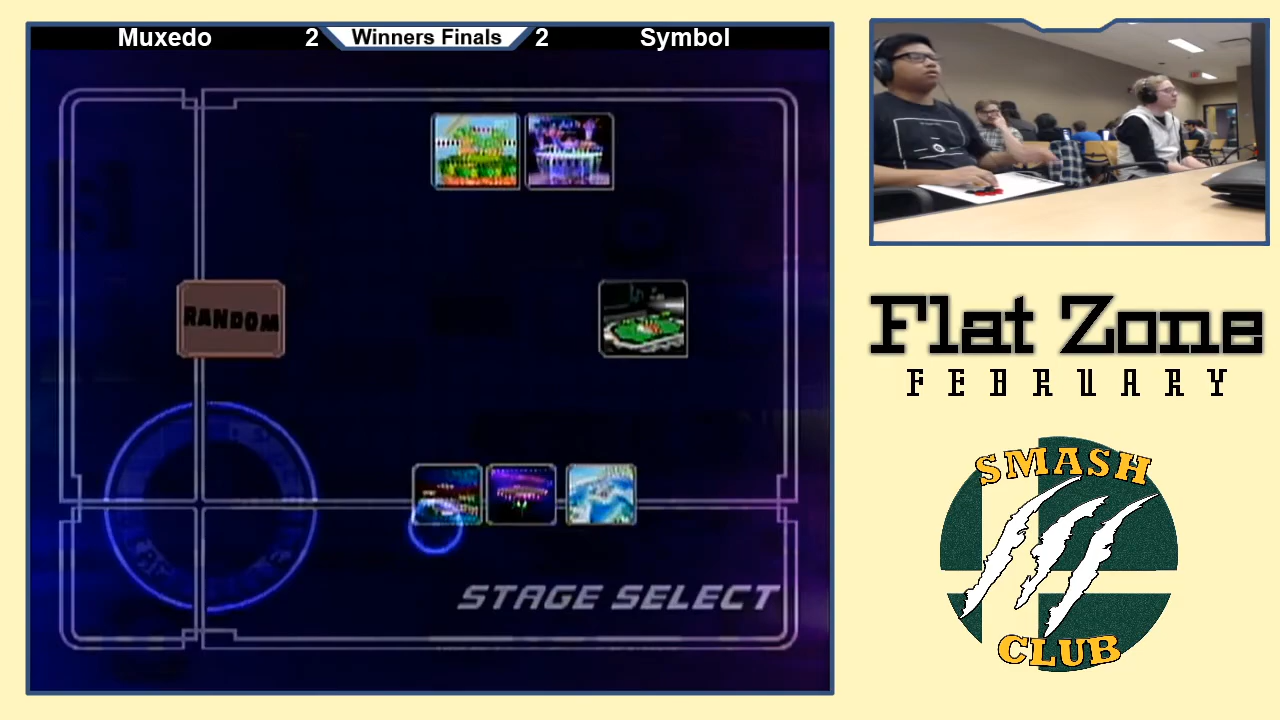 Muxedo 2 Winners Finals 2 Symbol
RANDOM
STAGE SELECT
Flat Zone
FEBRUARY
SMASH
CLUB